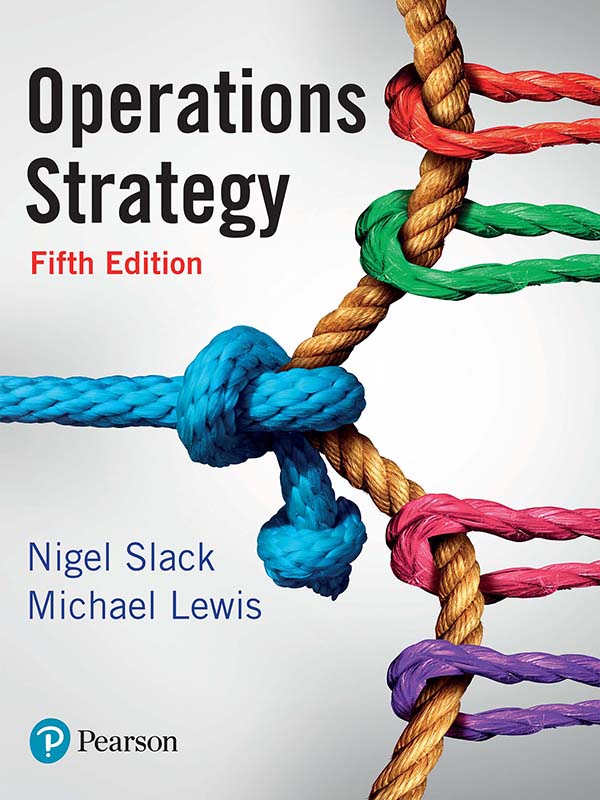 Operations
Strategy
Fifth Edition
Nigel Slack
Michael Lewis
P Pearson